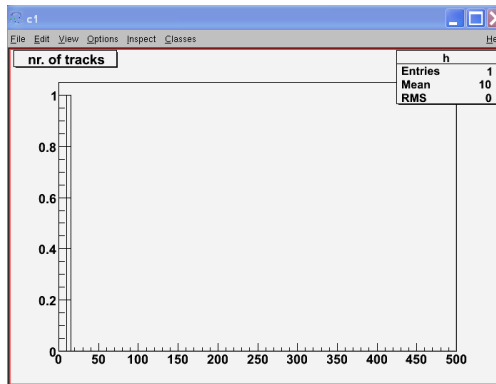 c1
File Edit View Options Inspect Classes
nr. of tracks
h
Entries 1
Mean 10
RMS 0
1
0.8
0.6
0.4
0.2
0
0 50 100 150 200 250 300 350 400 450 500